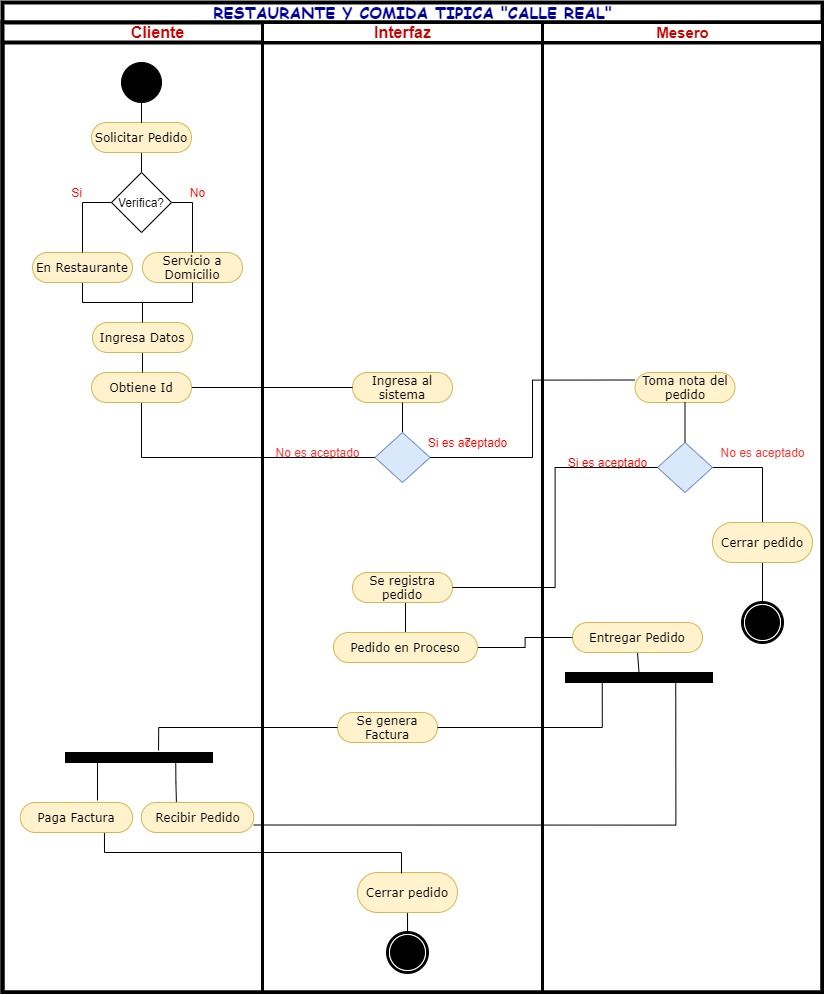 RESTAURANTE Y COMIDA TIPICA "CALLE REAL"
Cliente
Interfaz
Mesero
Solicitar Pedido
Si
Verifica?
No
En Restaurante
Servicio a
Domicilio
Ingresa Datos
Obtiene Id
Ingresa al
sistema
Toma nota del
pedido
No es aceptado
Si es aceptado
?
Si es aceptado
No es aceptado
Cerrar pedido
Se registra
pedido
Pedido en Proceso
Entregar Pedido
Se genera
Factura
Paga Factura
Recibir Pedido
Cerrar pedido